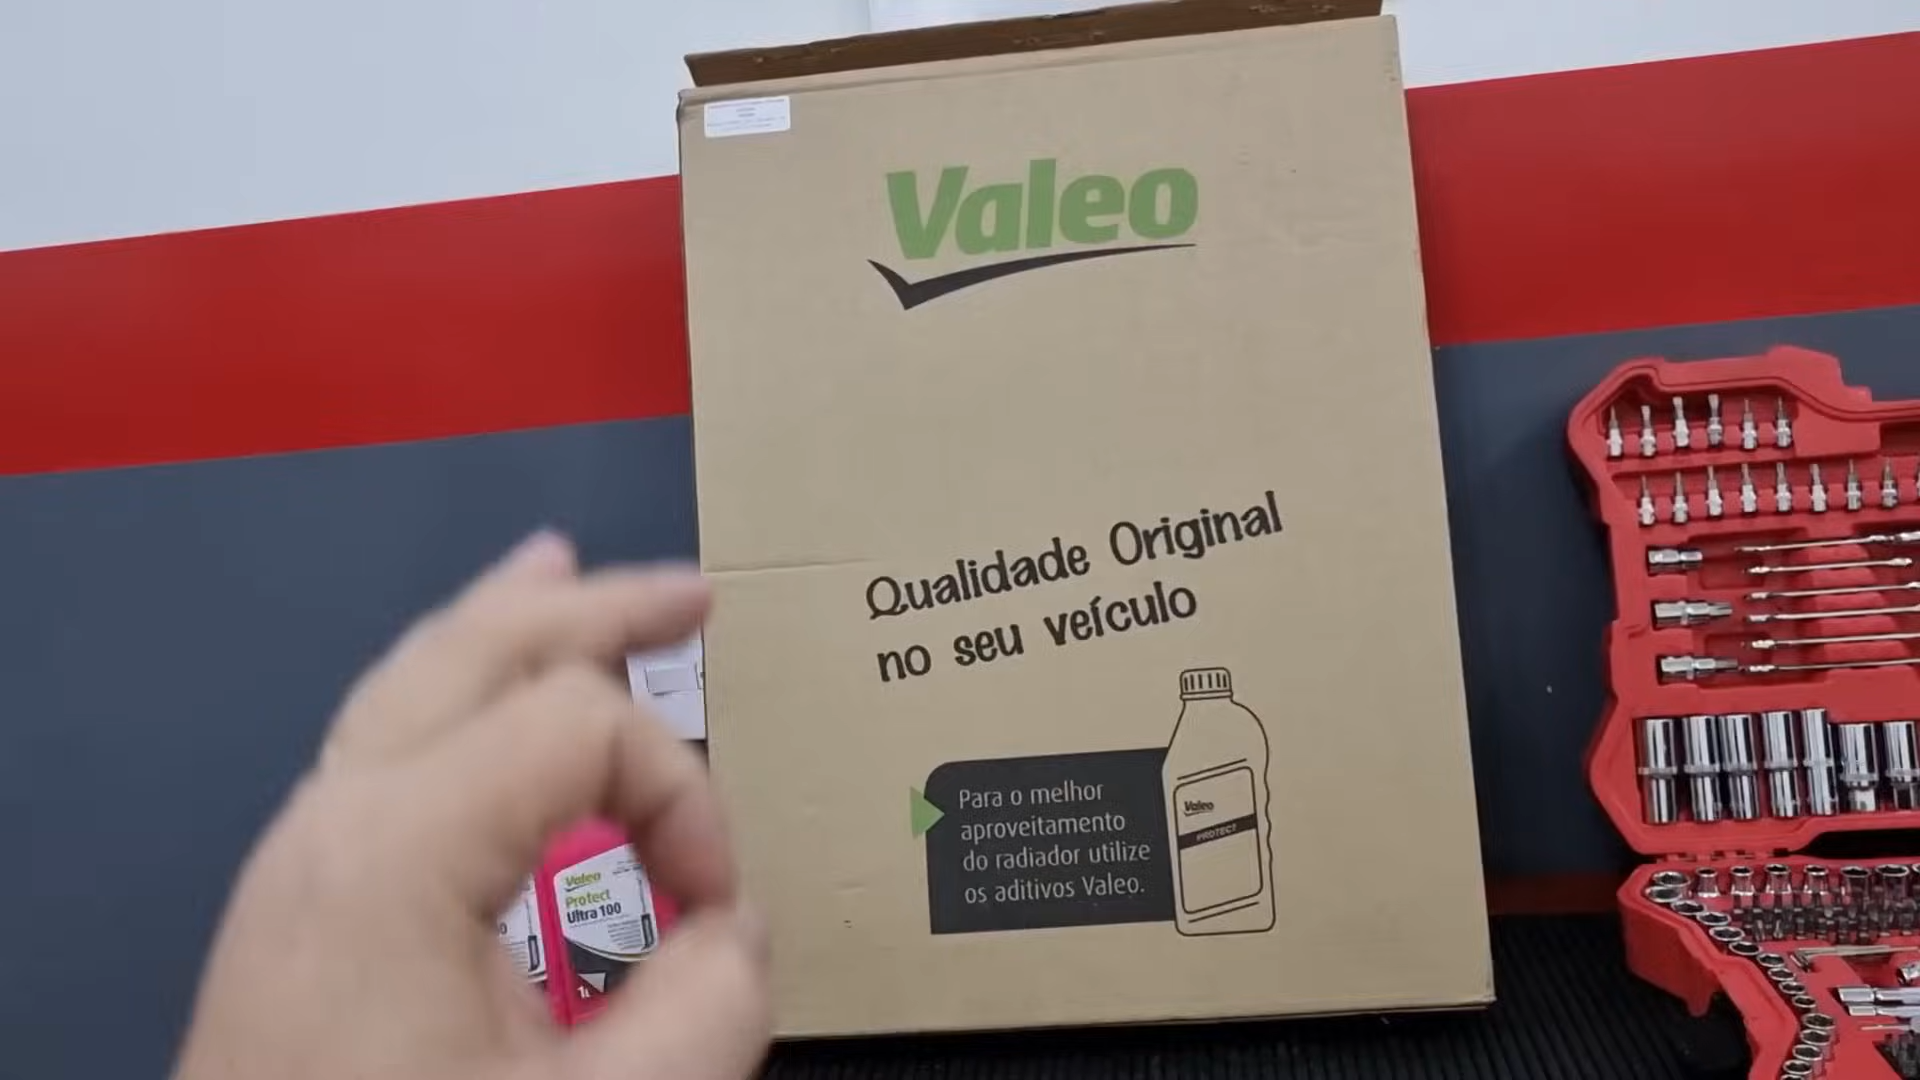 Valeo
Qualidade Original
no seu veículo
Para o melhor
aproveitamento
do radiador utilize
os aditivos Valeo.
Valeo
PROTECT
Valeo
Protect
Ultra 100